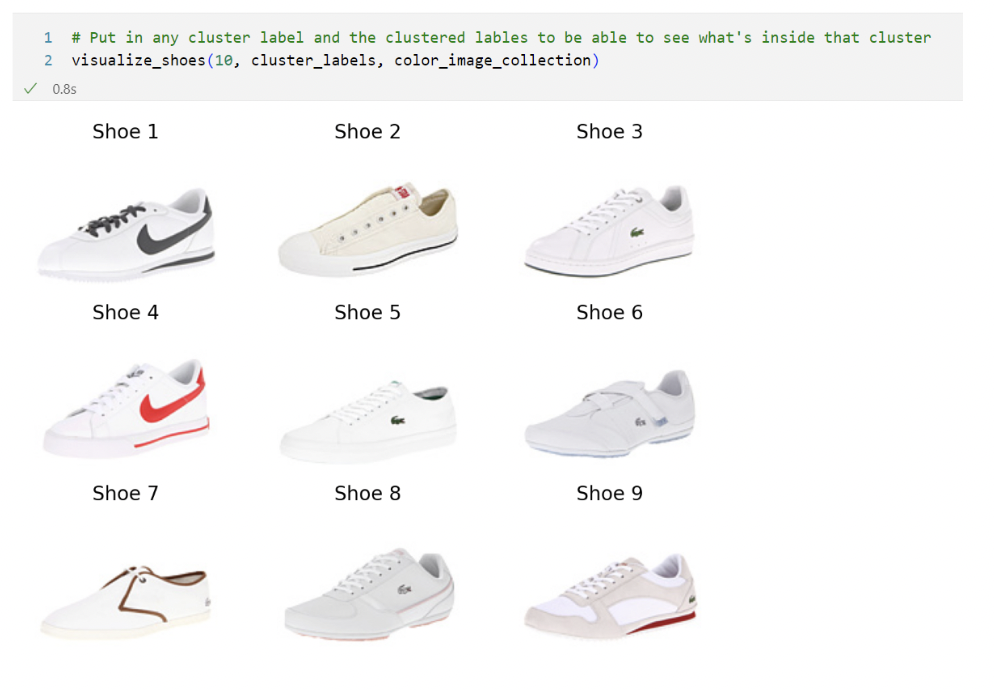 1 # Put in any cluster label and the clustered lables to be able to see what's inside that cluster
2 visualize_shoes(10, cluster_labels, color_image_collection)
✓ 0.8s
Shoe 1 Shoe 2 Shoe 3
Shoe 4 Shoe 5 Shoe 6
Shoe 7 Shoe 8 Shoe 9